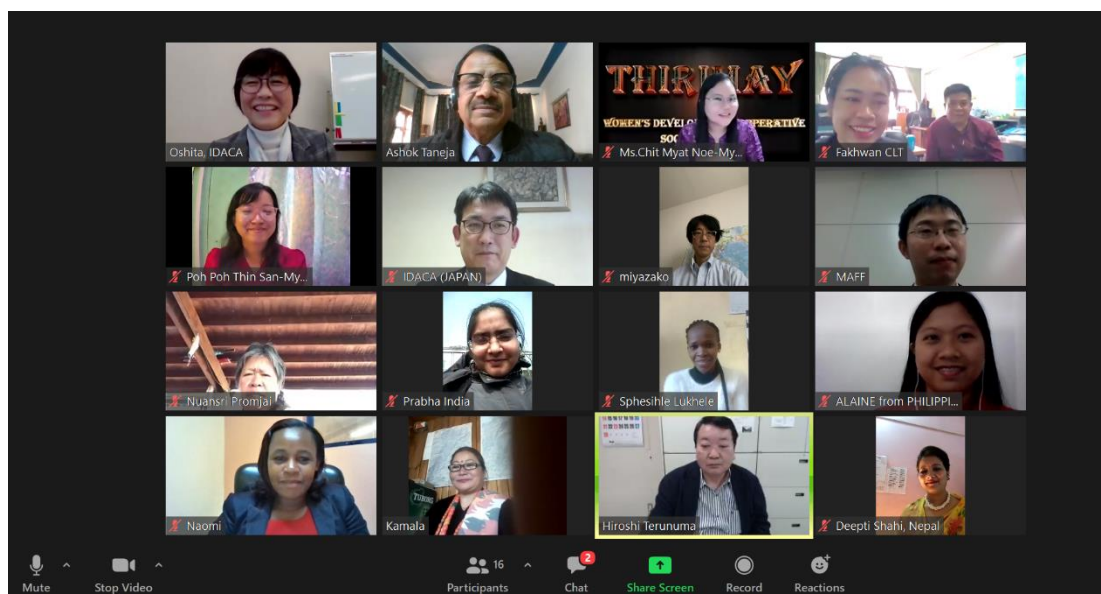 Oshita, IDACA
Ashok Taneja
THIRIMAY
WOMEN'S DEVELO OPERATIVE
SOC
Ms.Chit Myat Noe-My...
Fakhwan CLT
Poh Poh Thin San-My...
IDACA (JAPAN)
miyazako
MAFF
Nuansri Promjai
Prabha India
Sphesihle Lukhele
ALAINE from PHILIPPI...
Naomi
Kamala
Hiroshi Terunuma
Deepti Shahi, Nepal
Mute
Stop Video
16
Participants
2
Chat
Share Screen
Record
Reactions